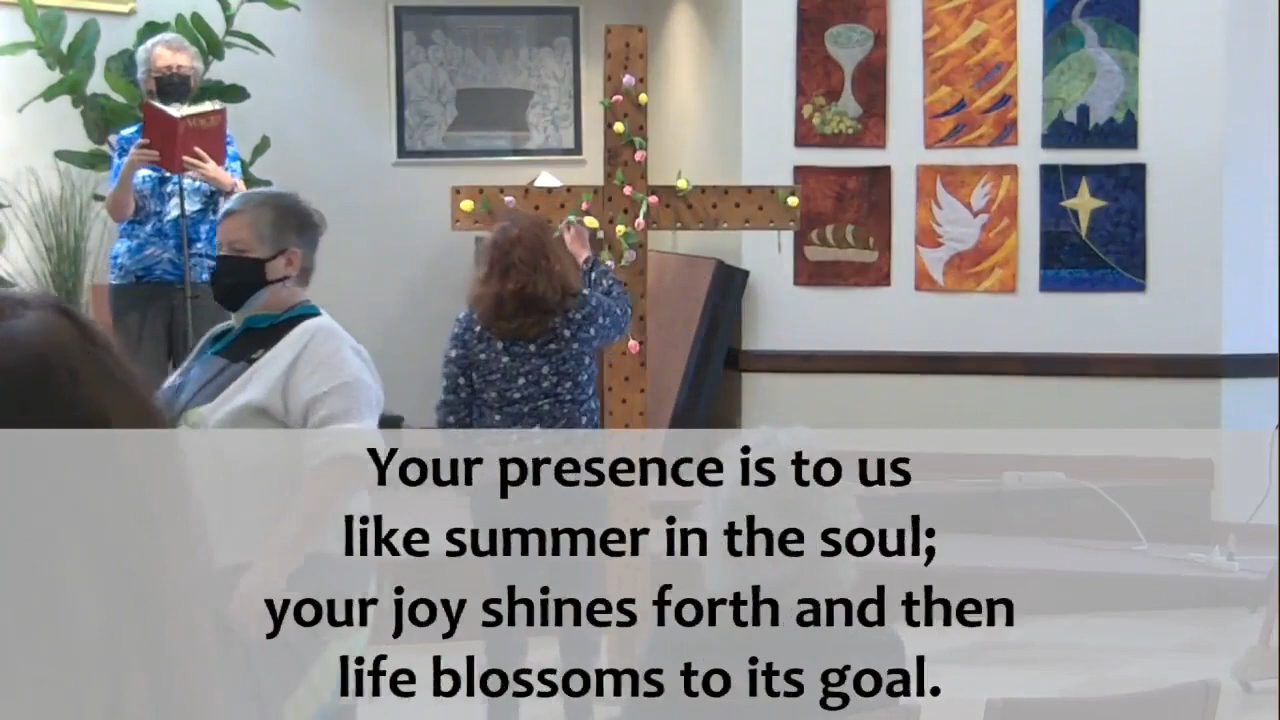 Your presence is to us
like summer in the soul;
your joy shines forth and then
life blossoms to its goal.